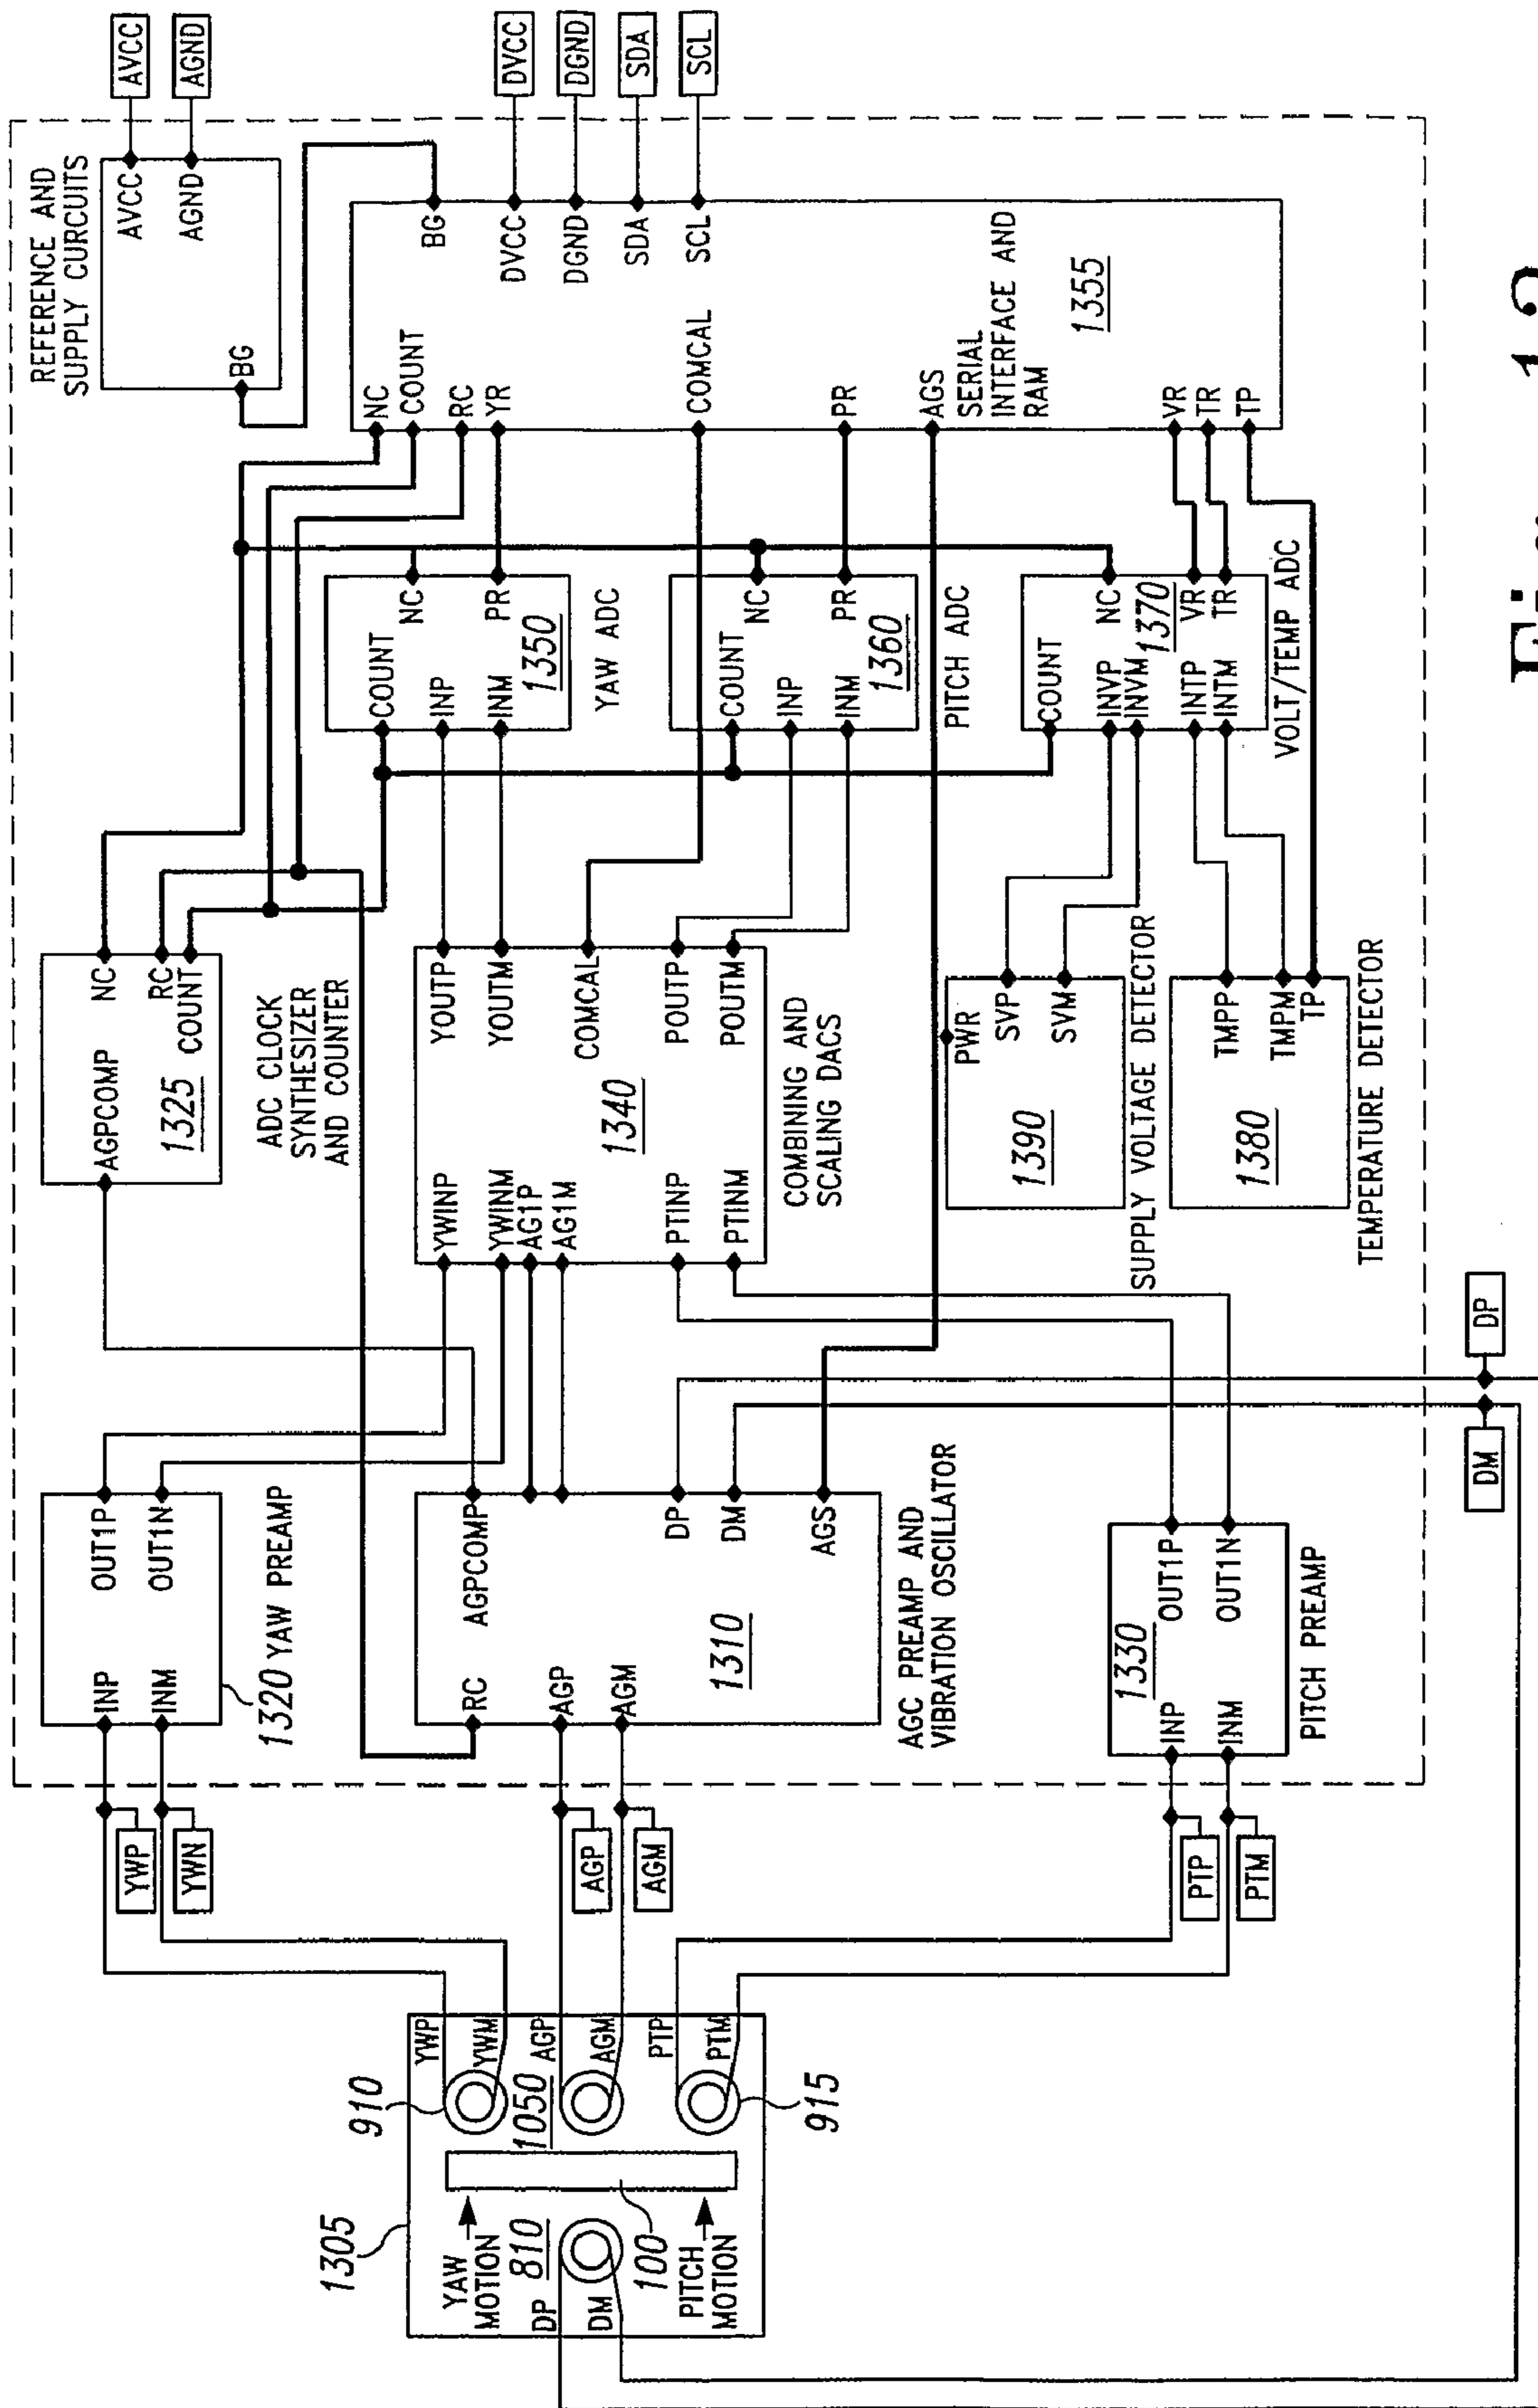 REFERENCE AND
SUPPLY CURCUITS
AVCC
AGND
BG
AVCC
AGND
DVCC
DGND
SDA
SCL
NC
COUNT
RC
YR
COMCAL
PR
AGS
VR
TR
TP
BG
DVCC
DGND
SDA
SCL
SERIAL
INTERFACE AND
RAM
1355
AGPCOMP
NC
RC
COUNT
1325
ADC CLOCK
SYNTHESIZER
AND COUNTER
COUNT
INP
INM
NC
PR
1350
YAW ADC
COUNT
INP
INM
NC
PR
1360
PITCH ADC
COUNT
INVP
INVM
INTP
INTM
NC
VR
TR
1370
VOLT/TEMP ADC
YWINP
YWINM
AG1P
AG1M
PTINP
PTINM
YOUTP
YOUTM
COMCAL
POUTP
POUTM
1340
COMBINING AND
SCALING DACS
PWR
SVP
SVM
1390
SUPPLY VOLTAGE DETECTOR
TMPP
TMPM
TP
1380
TEMPERATURE DETECTOR
INP
INM
OUT1P
OUT1N
1320 YAW PREAMP
RC
AGP
AGM
AGPCOMP
DP
DM
AGS
1310
AGC PREAMP AND
VIBRATION OSCILLATOR
INP
INM
OUT1P
OUT1N
1330
PITCH PREAMP
DP
DM
YWP
YWN
AGP
AGM
PTP
PTM
1305
910
YWP
YWM
AGP
AGM
PTP
PTM
1050
915
YAW
MOTION
810
DP
DM
100
PITCH
MOTION